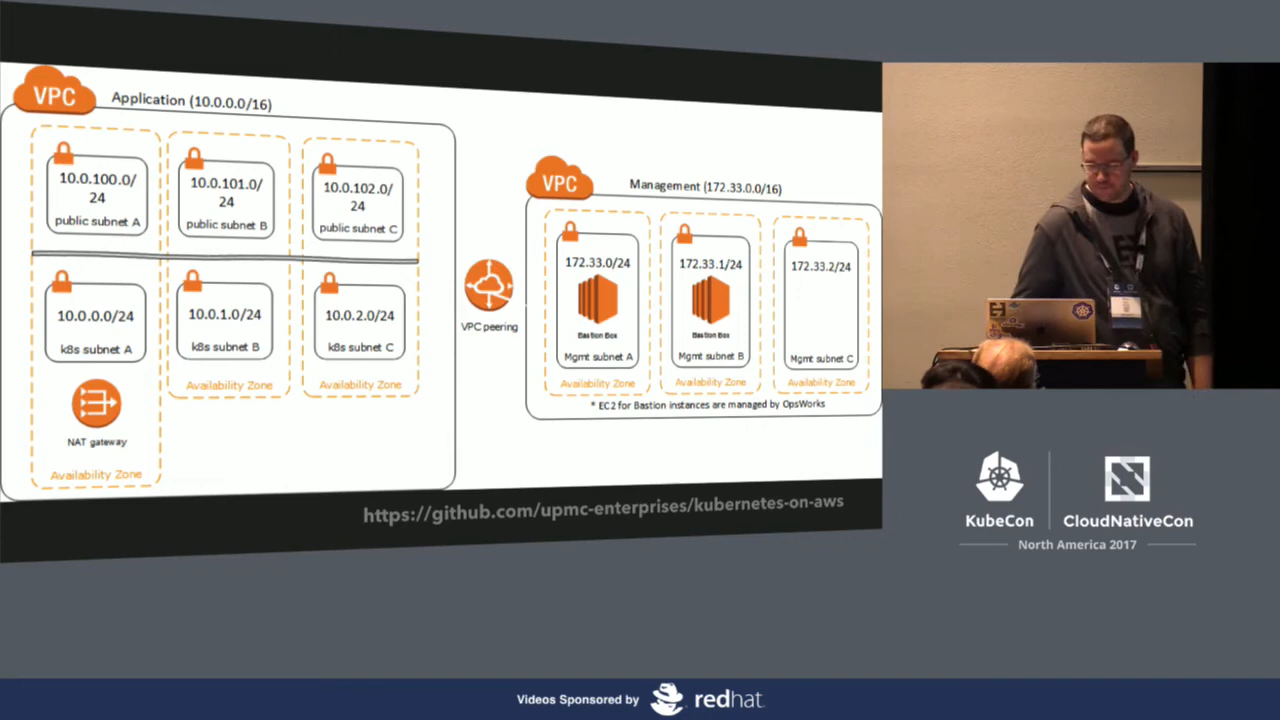 VPC
Application (10.0.0.0/16)
10.0.100.0/
24
public subnet A
10.0.101.0/
24
public subnet B
10.0.102.0/
24
public subnet C
10.0.0.0/24
k8s subnet A
10.0.1.0/24
k8s subnet B
10.0.2.0/24
k8s subnet C
NAT gateway
Availability Zone
Availability Zone
Availability Zone
VPC peering
VPC
Management (172.33.0.0/16)
172.33.0/24
Bastion Box
Mgmt subnet A
Availability Zone
172.33.1/24
Bastion Box
Mgmt subnet B
Availability Zone
172.33.2/24
Mgmt subnet C
Availability Zone
* EC2 for Bastion instances are managed by OpsWorks
https://github.com/upmc-enterprises/kubernetes-on-aws
KubeCon
CloudNativeCon
North America 2017
Videos Sponsored by
redhat